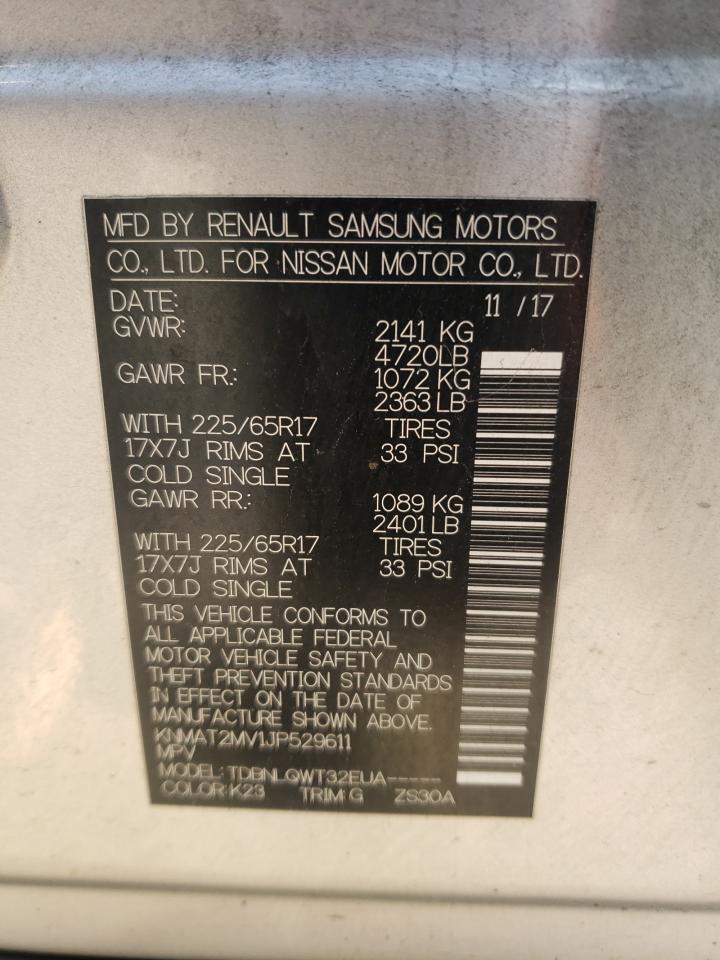 MFD BY RENAULT SAMSUNG MOTORS
CO., LTD. FOR NISSAN MOTOR CO., LTD.
DATE: 11 / 17
GVWR: 2141 KG
4720LB
GAWR FR.: 1072 KG
2363 LB
WITH 225/65R17 TIRES
17X7J RIMS AT 33 PSI
COLD SINGLE
GAWR RR.: 1089 KG
2401 LB
WITH 225/65R17 TIRES
17X7J RIMS AT 33 PSI
COLD SINGLE
THIS VEHICLE CONFORMS TO
ALL APPLICABLE FEDERAL
MOTOR VEHICLE SAFETY AND
THEFT PREVENTION STANDARDS
IN EFFECT ON THE DATE OF
MANUFACTURE SHOWN ABOVE.
KNMAT2MV1JP529611
MPV
MODEL: TDBNLQWT32EUA-----
COLOR:K23 TRIM:G ZS30A